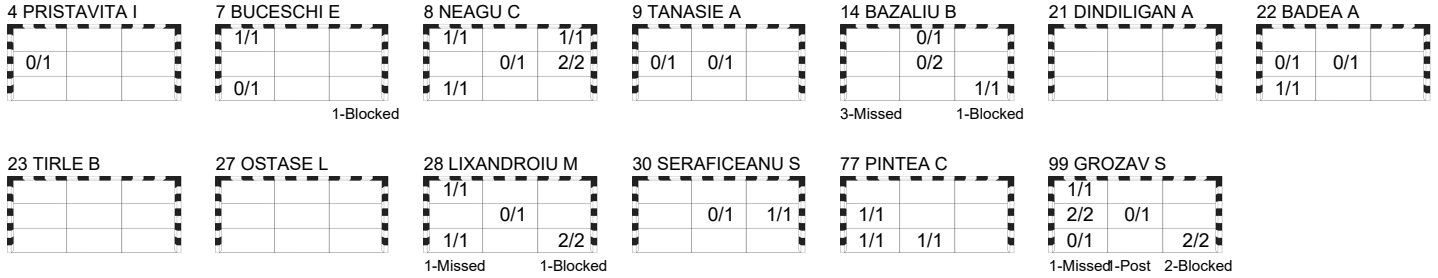 4 PRISTAVITA I 7 BUCESCHI E 8 NEAGU C 9 TANASIE A 14 BAZALIU B 21 DINDILIGAN A 22 BADEA A
1/1 1/1 1/1 0/1
0/1 0/1 2/2 0/1 0/1 0/2 0/1 0/1
0/1 1/1 1/1 1/1
1-Blocked 3-Missed 1-Blocked
23 TIRLE B 27 OSTASE L 28 LIXANDROIU M 30 SERAFICEANU S 77 PINTEA C 99 GROZAV S
1/1 1/1
0/1 0/1 1/1 1/1 2/2 0/1
1/1 2/2 1/1 1/1 0/1 2/2
1-Missed 1-Blocked 1-Missed 1-Post 2-Blocked